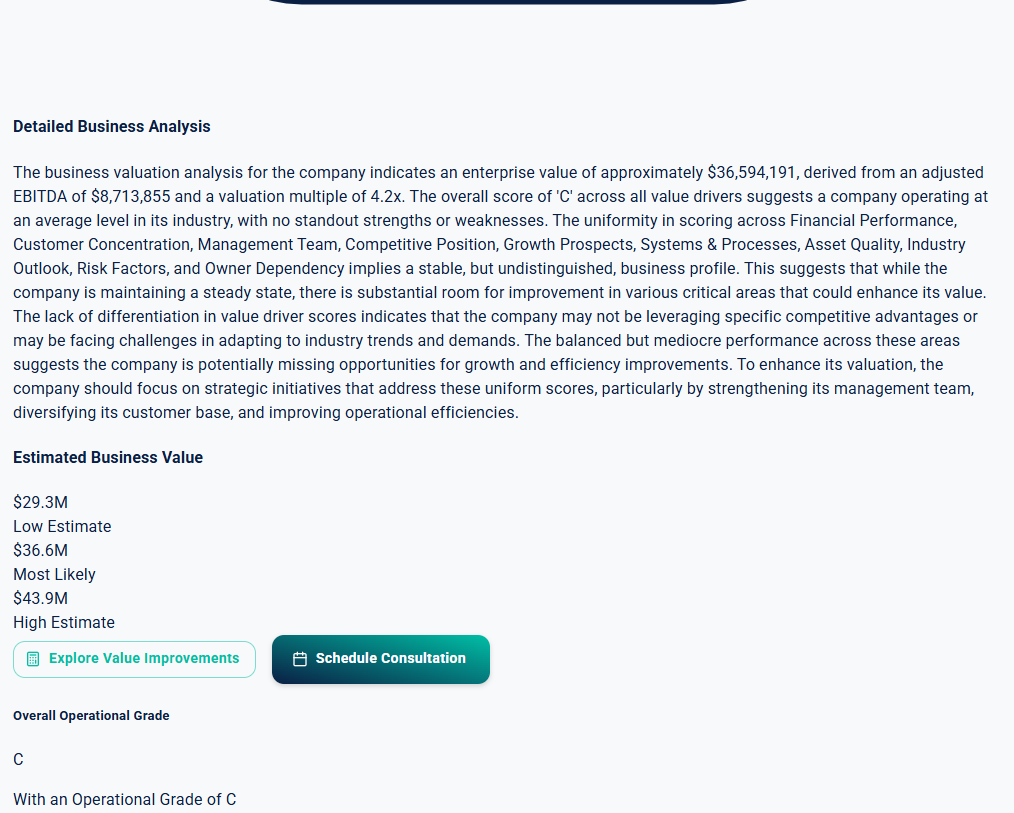 Detailed Business Analysis
The business valuation analysis for the company indicates an enterprise value of approximately $36,594,191, derived from an adjusted
EBITDA of $8,713,855 and a valuation multiple of 4.2x. The overall score of 'C' across all value drivers suggests a company operating at
an average level in its industry, with no standout strengths or weaknesses. The uniformity in scoring across Financial Performance,
Customer Concentration, Management Team, Competitive Position, Growth Prospects, Systems & Processes, Asset Quality, Industry
Outlook, Risk Factors, and Owner Dependency implies a stable, but undistinguished, business profile. This suggests that while the
company is maintaining a steady state, there is substantial room for improvement in various critical areas that could enhance its value.
The lack of differentiation in value driver scores indicates that the company may not be leveraging specific competitive advantages or
may be facing challenges in adapting to industry trends and demands. The balanced but mediocre performance across these areas
suggests the company is potentially missing opportunities for growth and efficiency improvements. To enhance its valuation, the
company should focus on strategic initiatives that address these uniform scores, particularly by strengthening its management team,
diversifying its customer base, and improving operational efficiencies.
Estimated Business Value
$29.3M
Low Estimate
$36.6M
Most Likely
$43.9M
High Estimate
Explore Value Improvements
Schedule Consultation
Overall Operational Grade
C
With an Operational Grade of C